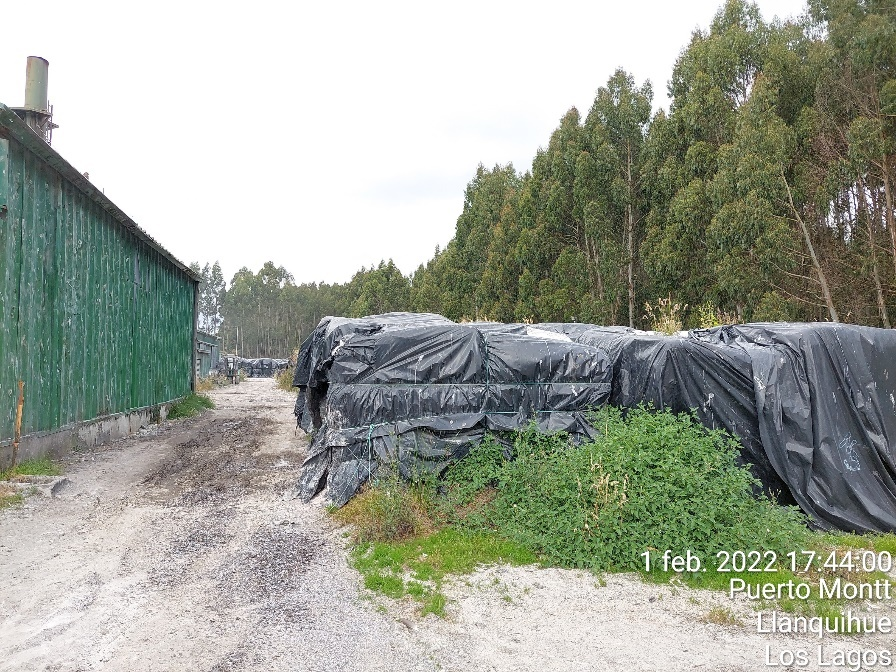 1 feb. 2022 17:44:00
Puerto Montt
Llanquihue
Los Lagos